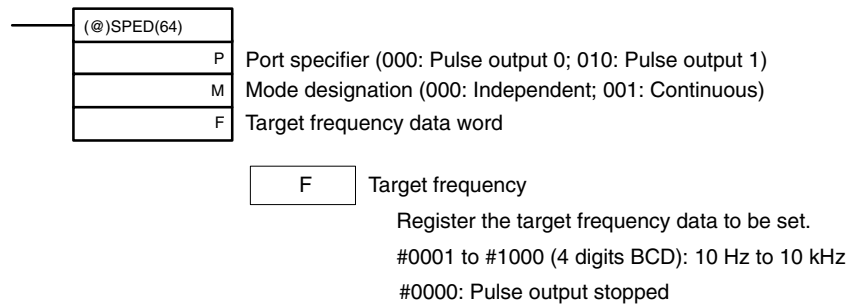 (@)SPED(64)
P Port specifier (000: Pulse output 0; 010: Pulse output 1)
M Mode designation (000: Independent; 001: Continuous)
F Target frequency data word
F Target frequency
Register the target frequency data to be set.
#0001 to #1000 (4 digits BCD): 10 Hz to 10 kHz
#0000: Pulse output stopped